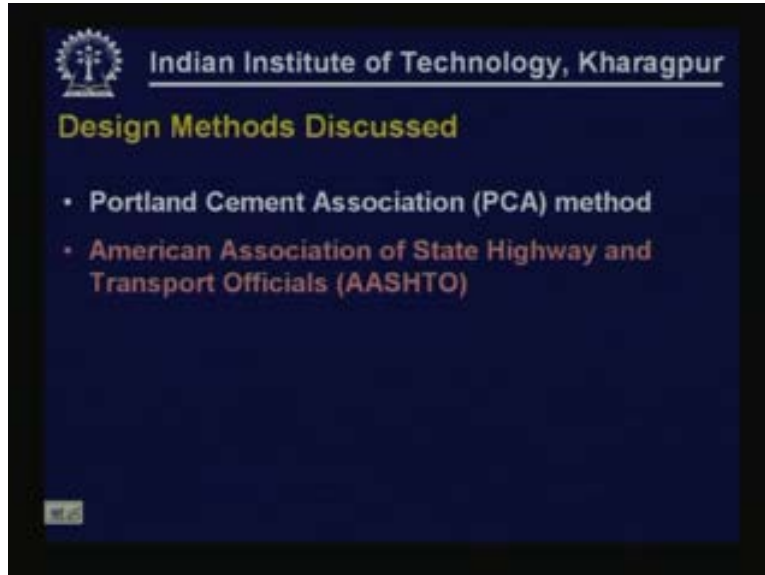 Indian Institute of Technology, Kharagpur
Design Methods Discussed
• Portland Cement Association (PCA) method
• American Association of State Highway and
Transport Officials (AASHTO)